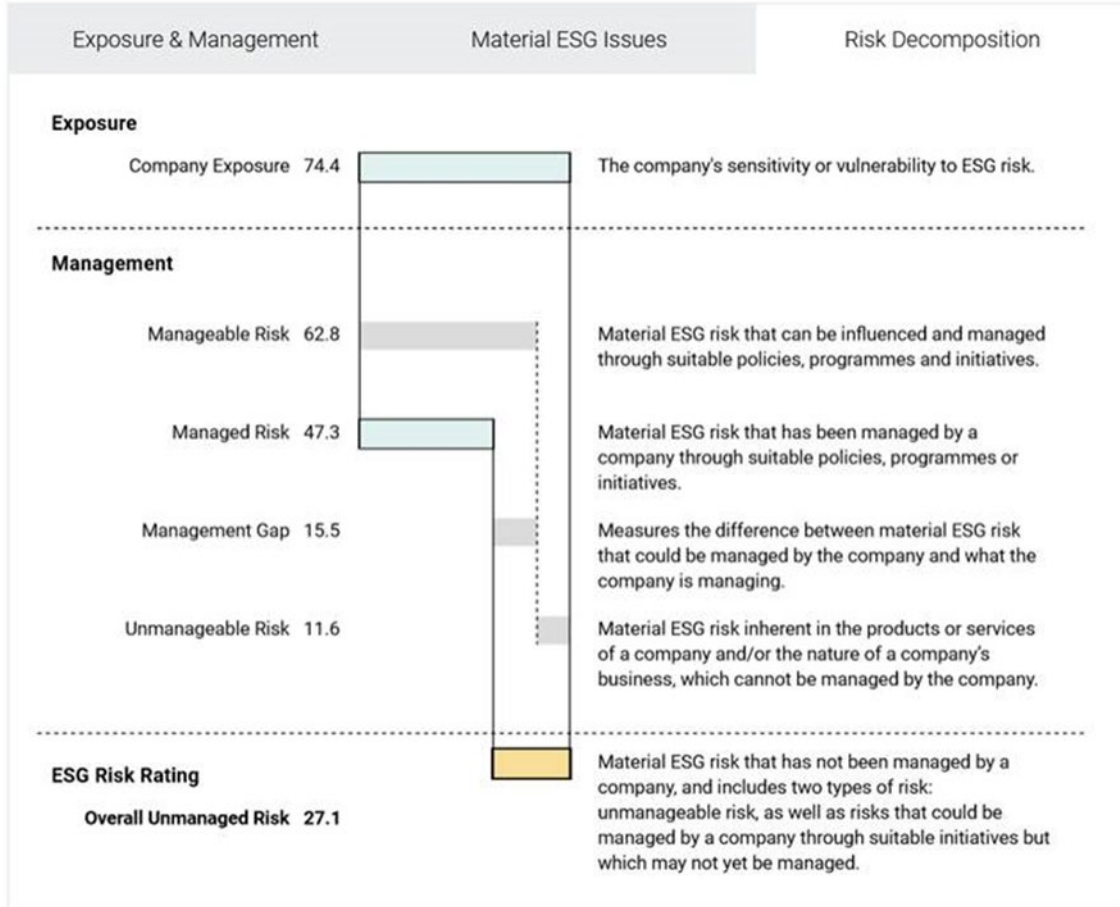 Exposure & Management
Material ESG Issues
Risk Decomposition
Exposure
Company Exposure 74.4
The company's sensitivity or vulnerability to ESG risk.
Management
Manageable Risk 62.8
Material ESG risk that can be influenced and managed
through suitable policies, programmes and initiatives.
Managed Risk 47.3
Material ESG risk that has been managed by a
company through suitable policies, programmes or
initiatives.
Management Gap 15.5
Measures the difference between material ESG risk
that could be managed by the company and what the
company is managing.
Unmanageable Risk 11.6
Material ESG risk inherent in the products or services
of a company and/or the nature of a company's
business, which cannot be managed by the company.
ESG Risk Rating
Overall Unmanaged Risk 27.1
Material ESG risk that has not been managed by a
company, and includes two types of risk:
unmanageable risk, as well as risks that could be
managed by a company through suitable initiatives but
which may not yet be managed.